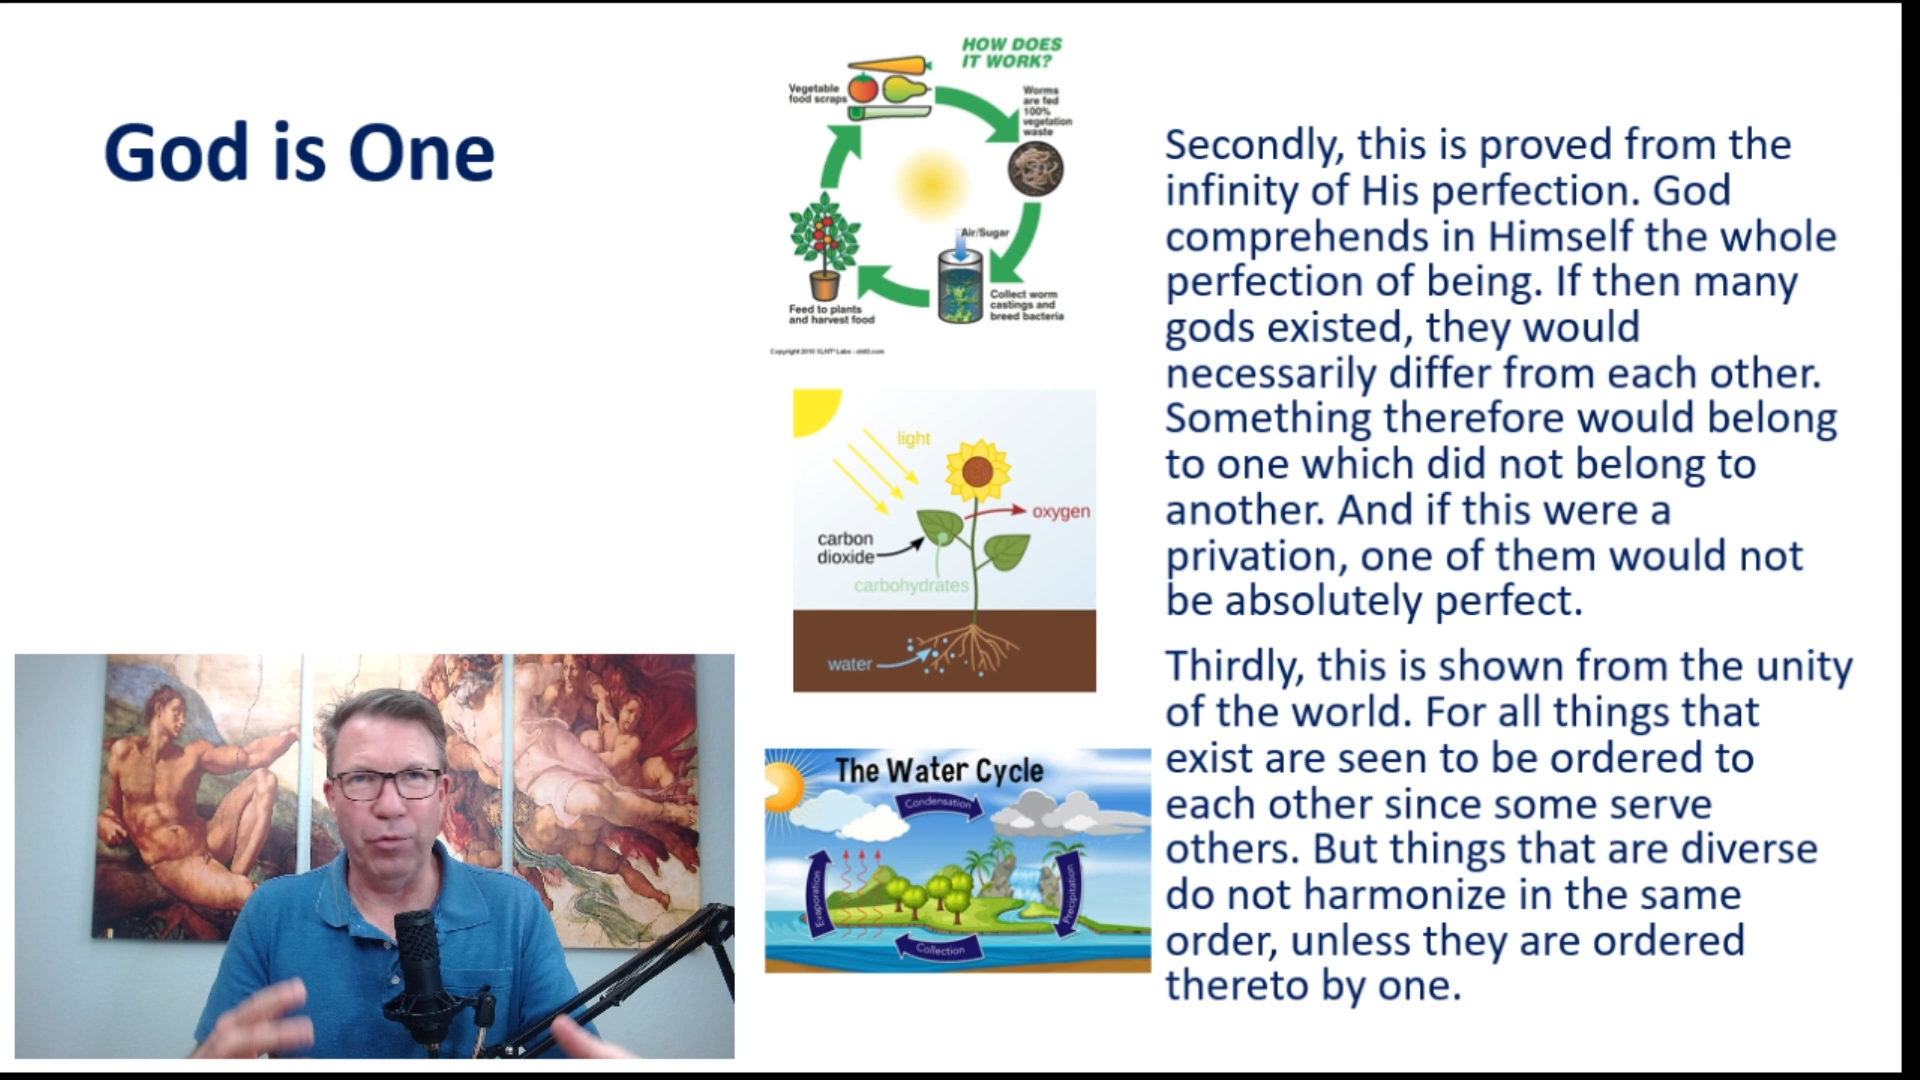 God is One
HOW DOES
IT WORK?
Vegetable
food scraps
Worms
are fed
100%
vegetation
waste
Air/Sugar
Collect worm
castings and
breed bacteria
Feed to plants
and harvest food
Copyright 2010
light
oxygen
carbon
dioxide
carbohydrates
water
The Water Cycle
Condensation
Evaporation
Precipitation
Collection
Secondly, this is proved from the
infinity of His perfection. God
comprehends in Himself the whole
perfection of being. If then many
gods existed, they would
necessarily differ from each other.
Something therefore would belong
to one which did not belong to
another. And if this were a
privation, one of them would not
be absolutely perfect.
Thirdly, this is shown from the unity
of the world. For all things that
exist are seen to be ordered to
each other since some serve
others. But things that are diverse
do not harmonize in the same
order, unless they are ordered
thereto by one.